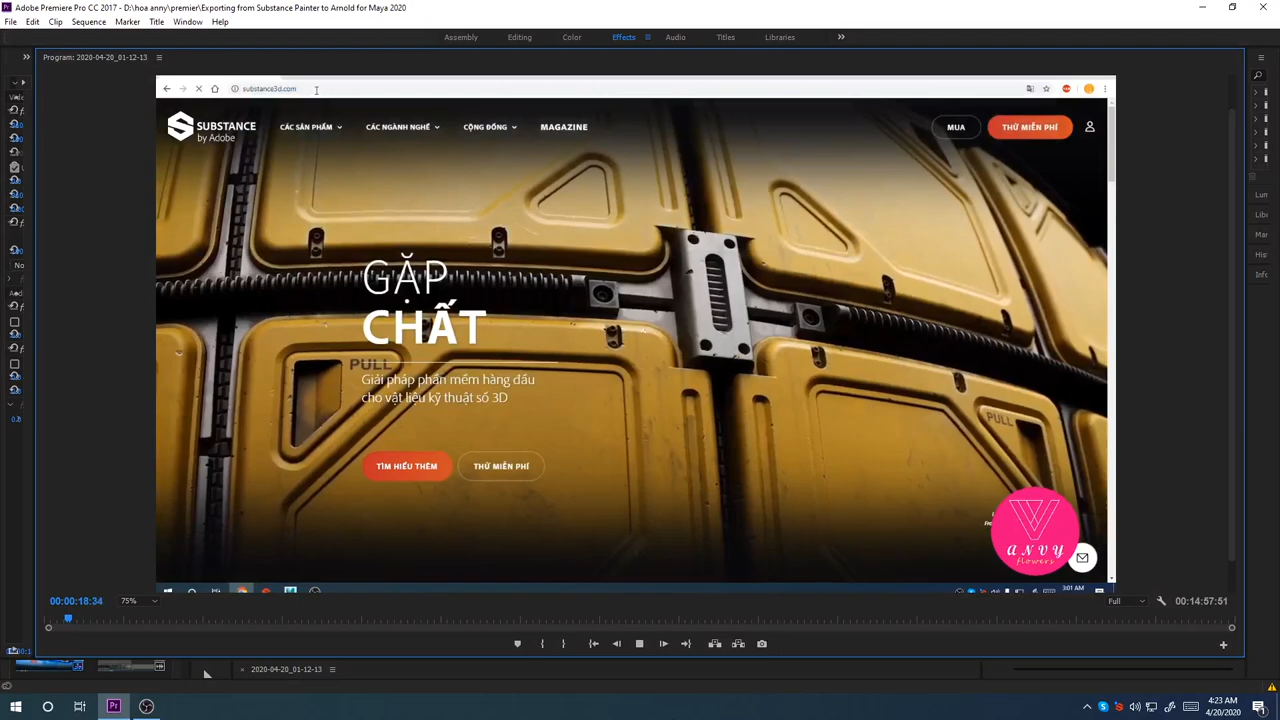 Adobe Premiere Pro CC 2017 - D:\hoa anny\premier\Exporting from Substance Painter to Arnold for Maya 2020
File Edit Clip Sequence Marker Title Window Help
Assembly Editing Color Effects Audio Titles Libraries
Program: 2020-04-20_01-12-13
substance3d.com
SUBSTANCE
by Adobe
CÁC SẢN PHẨM CÁC NGÀNH NGHỀ CỘNG ĐỒNG MAGAZINE MUA THỬ MIỄN PHÍ
GẶP
CHẤT
PULL
Giải pháp phần mềm hàng đầu
cho vật liệu kỹ thuật số 3D
PULL
TÌM HIỂU THÊM THỬ MIỄN PHÍ
ANVY
flowers
3:01 AM
00:00:18:34 75% Full 00:14:57:51
2020-04-20_01-12-13
4:23 AM
4/20/2020